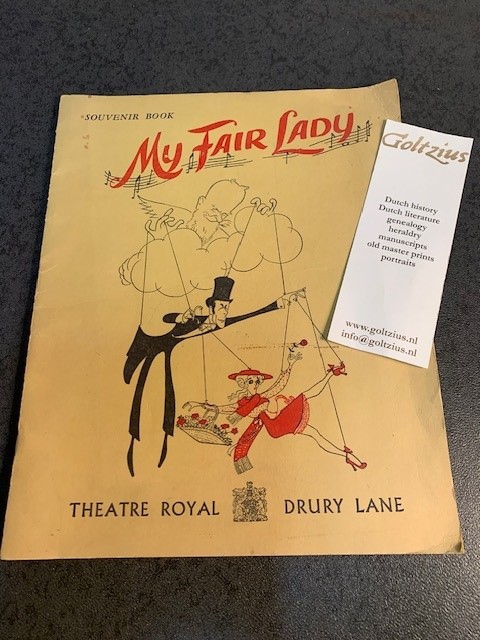 SOUVENIR BOOK
My Fair Lady
THEATRE ROYAL DRURY LANE
Goltzius
Dutch history
Dutch literature
genealogy
heraldry
manuscripts
old master prints
portraits
www.goltzius.nl
info@goltzius.nl